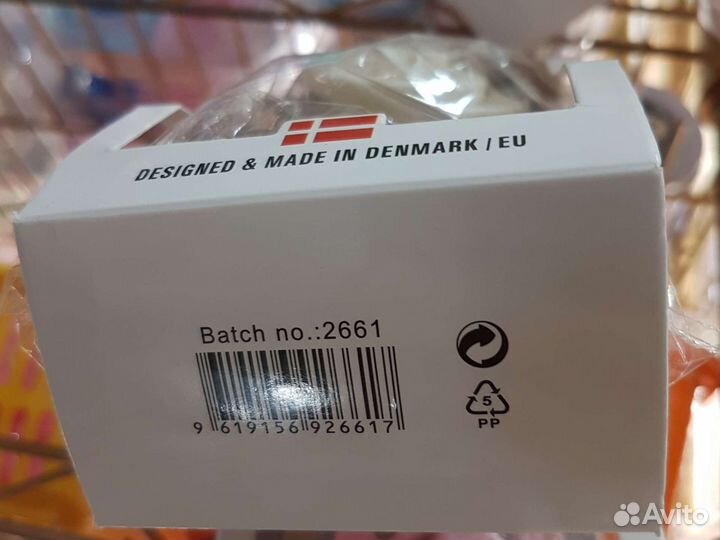 DESIGNED & MADE IN DENMARK / EU
Batch no.:2661
9 619156 926617
5
PP
Avito